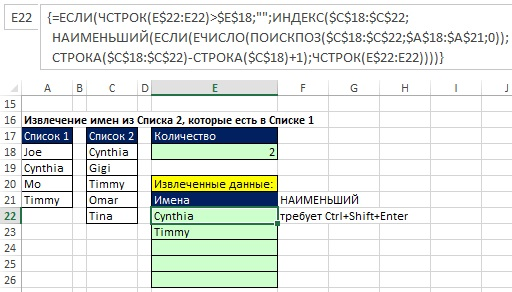 E22 {=ЕСЛИ(ЧСТРОК(E$22:E22)>$E$18;"";ИНДЕКС($C$18:$C$22;
НАИМЕНЬШИЙ(ЕСЛИ(ЕЧИСЛО(ПОИСКПОЗ($C$18:$C$22;$A$18:$A$21;0));
СТРОКА($C$18:$C$22)-СТРОКА($C$18)+1);ЧСТРОК(E$22:E22))))}
A B C D E F G H I J
15
16 Извлечение имен из Списка 2, которые есть в Списке 1
17 Список 1 Список 2 Количество
18 Joe Cynthia 2
19 Cynthia Gigi
20 Mo Timmy Извлеченные данные:
21 Timmy Omar Имена НАИМЕНЬШИЙ
22 Tina Cynthia требует Ctrl+Shift+Enter
23 Timmy
24
25
26